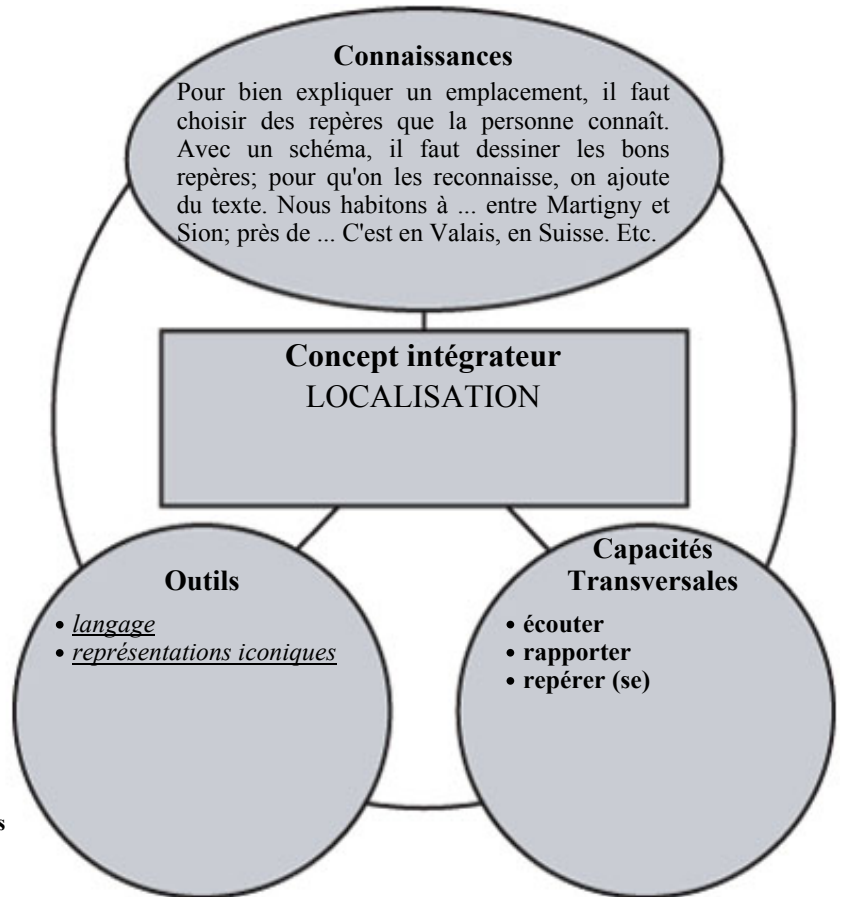 Connaissances
Pour bien expliquer un emplacement, il faut
choisir des repères que la personne connaît.
Avec un schéma, il faut dessiner les bons
repères; pour qu'on les reconnaisse, on ajoute
du texte. Nous habitons à ... entre Martigny et
Sion; près de ... C'est en Valais, en Suisse. Etc.
Concept intégrateur
LOCALISATION
Outils
• langage
• représentations iconiques
Capacités
Transversales
• écouter
• rapporter
• repérer (se)
s